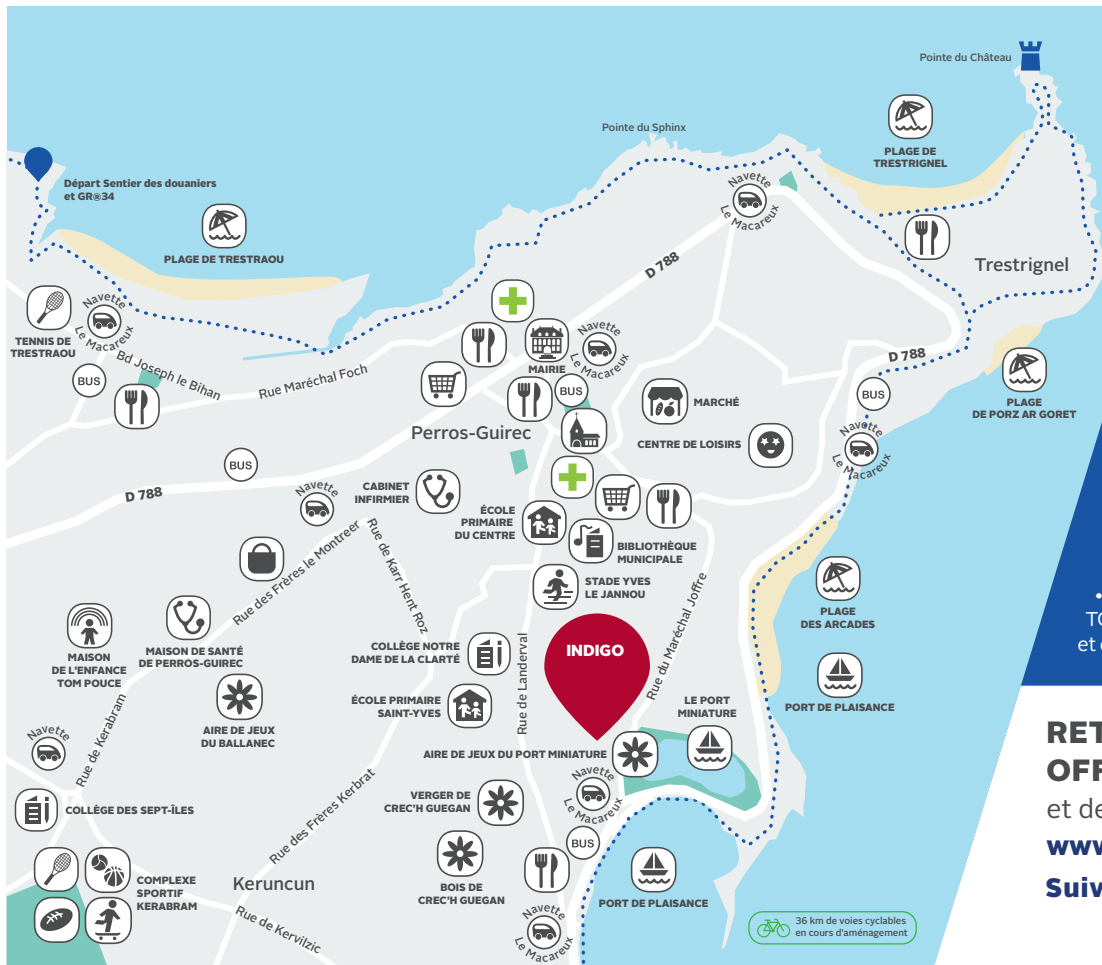 Pointe du Château
Pointe du Sphinx
PLAGE DE
TRESTRIGNEL
Départ Sentier des douaniers
et GR®34
Navette
Le Macareux
PLAGE DE TRESTRAOU
D 788
Trestrignel
Navette
Le Macareux
TENNIS DE
TRESTRAOU
Navette
Le Macareux
MAIRIE
D 788
Bd Joseph le Bihan
BUS
Rue Maréchal Foch
BUS
BUS
PLAGE
DE PORZ AR GORET
MARCHÉ
Perros-Guirec
CENTRE DE LOISIRS
Navette
Le Macareux
BUS
D 788
Navette
CABINET
INFIRMIER
ÉCOLE
PRIMAIRE
DU CENTRE
BIBLIOTHÈQUE
MUNICIPALE
Rue des Frères le Montreer
Rue de Karr Hent Roz
STADE YVES
LE JANNOU
Rue du Maréchal Joffre
PLAGE
DES ARCADES
MAISON
DE L'ENFANCE
TOM POUCE
MAISON DE SANTÉ
DE PERROS-GUIREC
COLLÈGE NOTRE
DAME DE LA CLARTÉ
INDIGO
Rue de Landerval
ÉCOLE PRIMAIRE
SAINT-YVES
LE PORT
MINIATURE
PORT DE PLAISANCE
AIRE DE JEUX
DU BALLANEC
Rue de Kerabram
Navette
AIRE DE JEUX DU PORT MINIATURE
Navette
Le Macareux
COLLÈGE DES SEPT-ÎLES
VERGER DE
CREC'H GUEGAN
Rue des Frères Kerbrat
BUS
COMPLEXE
SPORTIF
KERABRAM
Keruncun
BOIS DE
CREC'H GUEGAN
PORT DE PLAISANCE
Rue de Kervilzic
Navette
Le Macareux
36 km de voies cyclables
en cours d'aménagement
•
TO
et
RET
OFF
et de
www
Suiv